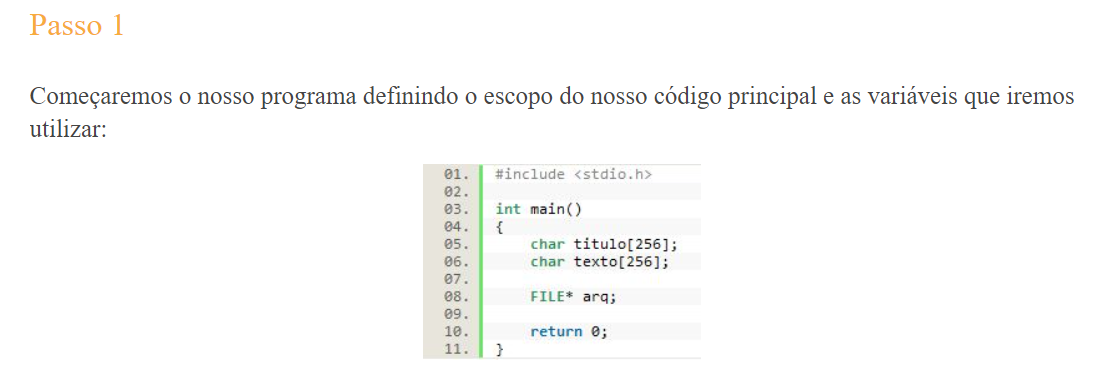 Passo 1
Começaremos o nosso programa definindo o escopo do nosso código principal e as variáveis que iremos
utilizar:
01. #include <stdio.h>
02.
03. int main()
04. {
05.     char titulo[256];
06.     char texto[256];
07.
08.     FILE* arq;
09.
10.     return 0;
11. }